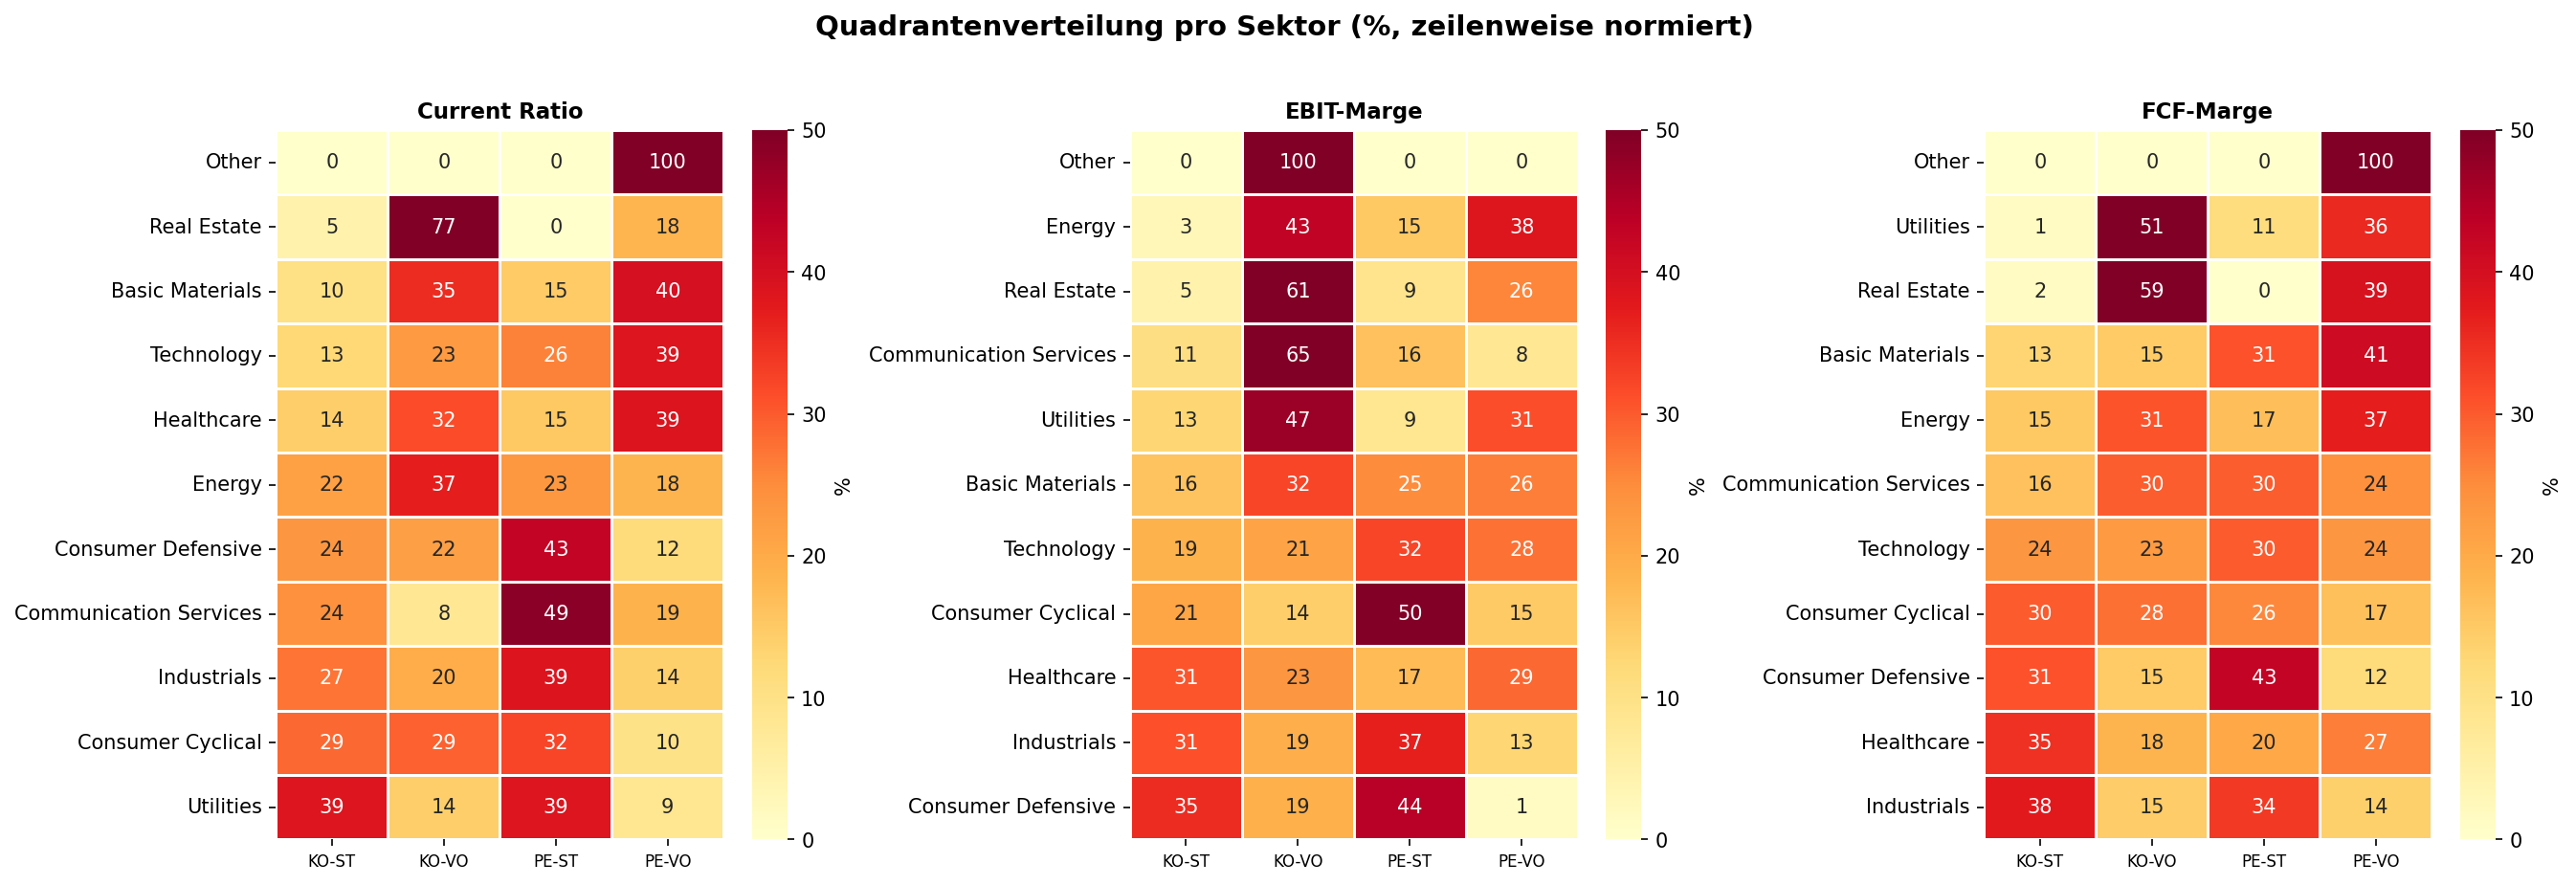 Quadrantenverteilung pro Sektor (%, zeilenweise normiert)
Current Ratio
Other 0 0 0 100
Real Estate 5 77 0 18
Basic Materials 10 35 15 40
Technology 13 23 26 39
Healthcare 14 32 15 39
Energy 22 37 23 18
Consumer Defensive 24 22 43 12
Communication Services 24 8 49 19
Industrials 27 20 39 14
Consumer Cyclical 29 29 32 10
Utilities 39 14 39 9
KO-ST KO-VO PE-ST PE-VO
50
40
30
20
10
0
%
EBIT-Marge
Other 0 100 0 0
Energy 3 43 15 38
Real Estate 5 61 9 26
Communication Services 11 65 16 8
Utilities 13 47 9 31
Basic Materials 16 32 25 26
Technology 19 21 32 28
Consumer Cyclical 21 14 50 15
Healthcare 31 23 17 29
Industrials 31 19 37 13
Consumer Defensive 35 19 44 1
KO-ST KO-VO PE-ST PE-VO
50
40
30
20
10
0
%
FCF-Marge
Other 0 0 0 100
Utilities 1 51 11 36
Real Estate 2 59 0 39
Basic Materials 13 15 31 41
Energy 15 31 17 37
Communication Services 16 30 30 24
Technology 24 23 30 24
Consumer Cyclical 30 28 26 17
Consumer Defensive 31 15 43 12
Healthcare 35 18 20 27
Industrials 38 15 34 14
KO-ST KO-VO PE-ST PE-VO
50
40
30
20
10
0
%